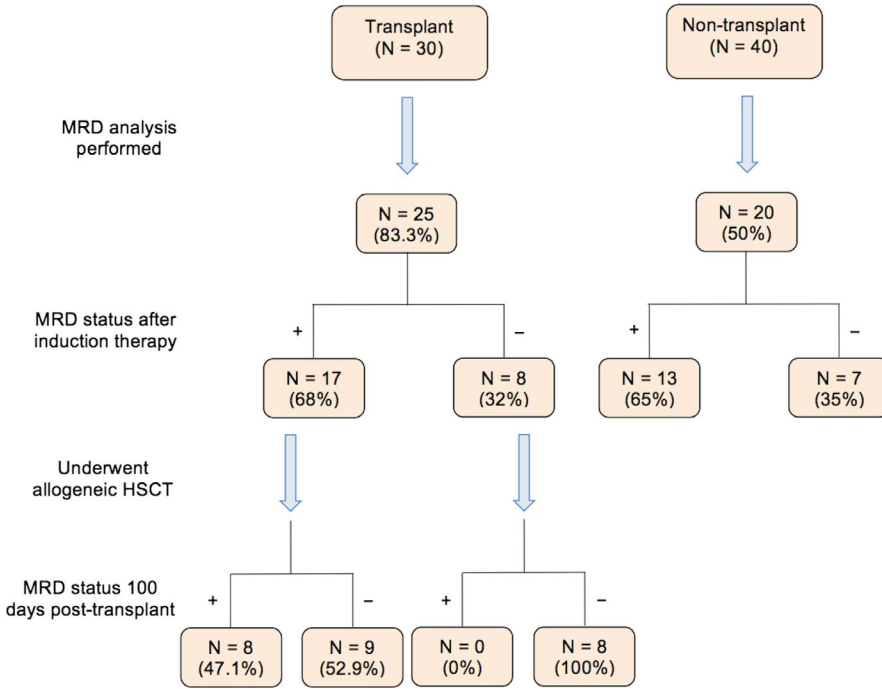 Transplant
(N = 30)
Non-transplant
(N = 40)
MRD analysis
performed
N = 25
(83.3%)
N = 20
(50%)
MRD status after
induction therapy
+
–
+
–
N = 17
(68%)
N = 8
(32%)
N = 13
(65%)
N = 7
(35%)
Underwent
allogeneic HSCT
MRD status 100
days post-transplant
+
–
+
–
N = 8
(47.1%)
N = 9
(52.9%)
N = 0
(0%)
N = 8
(100%)